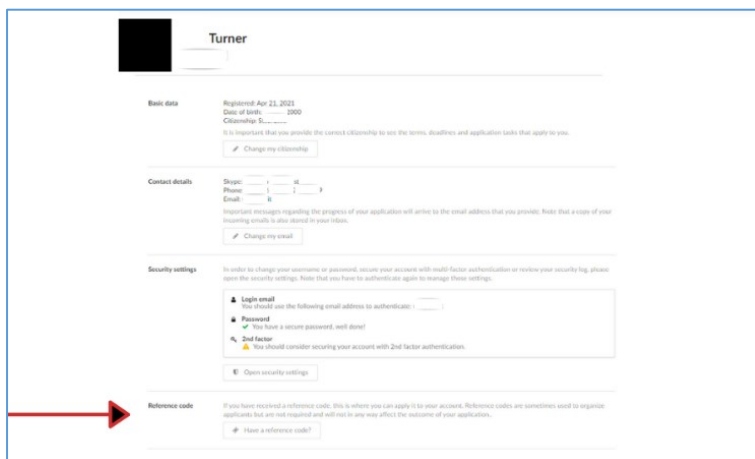 Turner
Basic data
Registered: Apr 21, 2021
Date of birth: 2000
Citizenship:
It is important that you provide the correct citizenship to see the terms, deadlines and application tasks that apply to you.
Change my citizenship
Contact details
Skype:
Phone:
Email:
Important messages regarding the progress of your application will arrive to the email address that you provide. Note that a copy of your
incoming emails is also stored in your inbox.
Change my email
Security settings
In order to change your username or password, secure your account with multi-factor authentication or review your security log, please
open the security settings. Note that you have to authenticate again to manage those settings.
Login email
You should use the following email address to authenticate:
Password
You have a secure password, well done!
2nd factor
You should consider securing your account with 2nd factor authentication.
Open security settings
Reference code
If you have received a reference code, this is where you can apply it to your account. Reference codes are sometimes used to organize
applicants but are not required and will not in any way affect the outcome of your application.
Have a reference code?